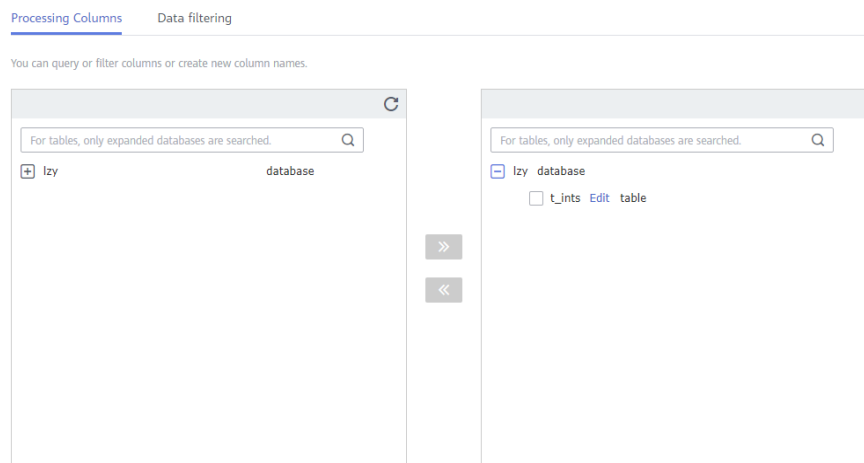 Processing Columns Data filtering
You can query or filter columns or create new column names.
For tables, only expanded databases are searched.
lzy database
For tables, only expanded databases are searched.
lzy database
t_ints Edit table